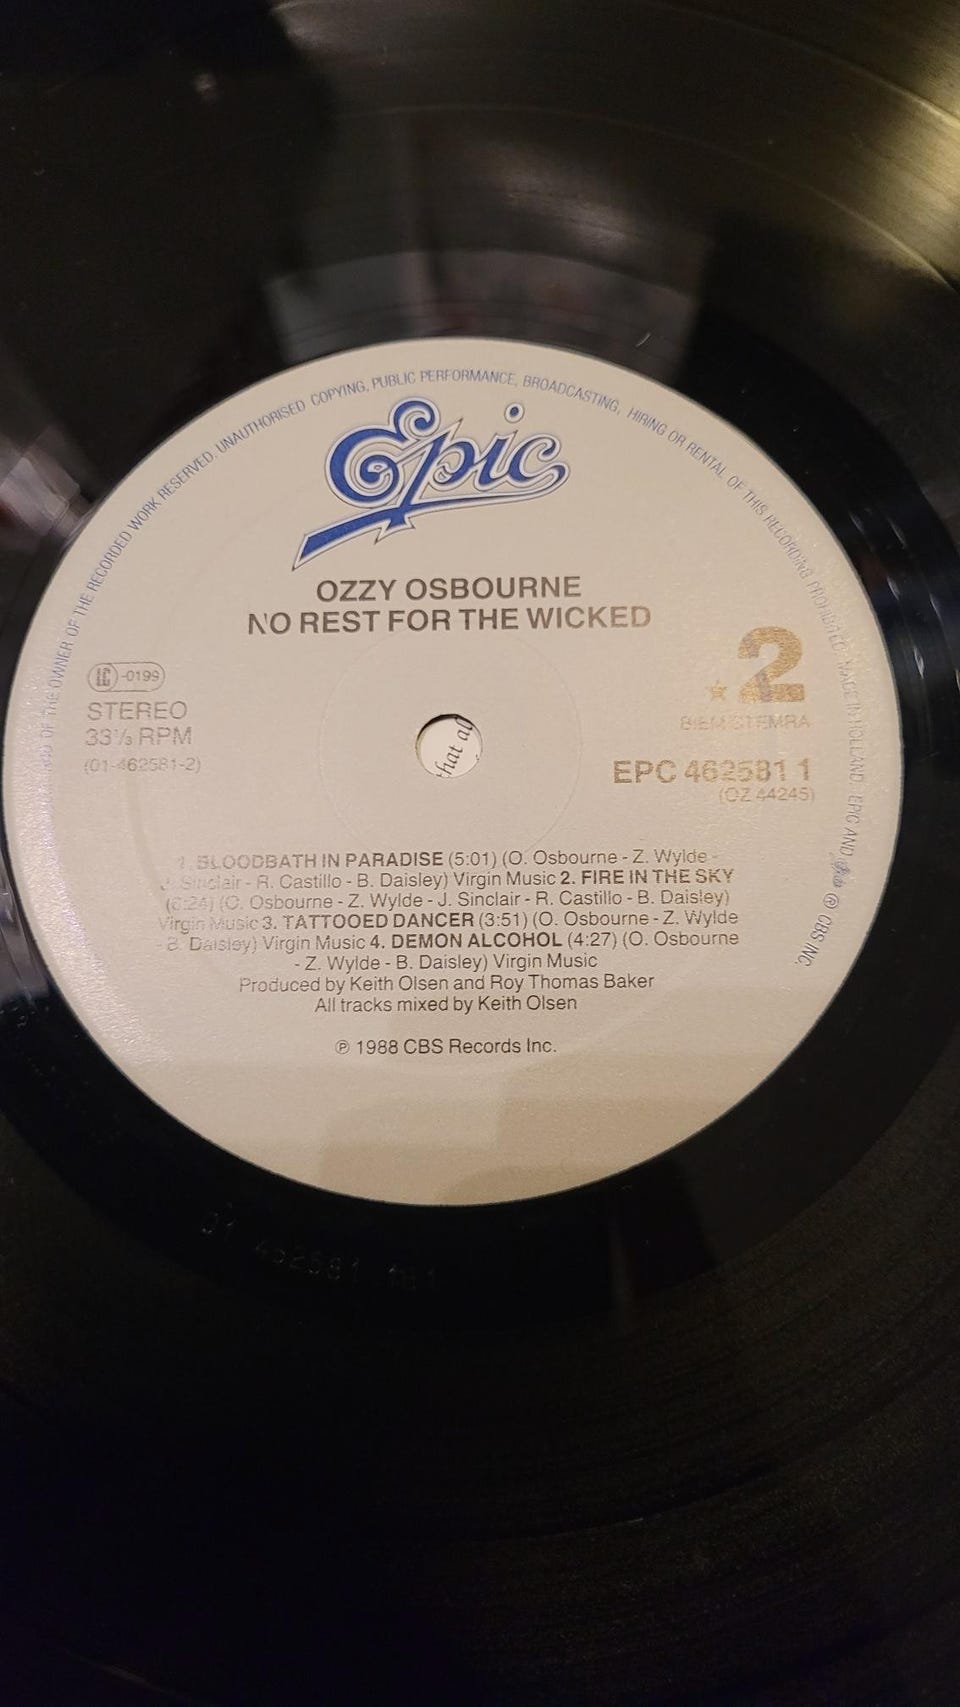 UNAUTHORISED COPYING, PUBLIC PERFORMANCE, BROADCASTING, HIRING OR RENTAL OF THIS RECORDING PROHIBITED. MADE IN HOLLAND. EPIC AND
OF THE OWNER OF THE RECORDED WORK RESERVED.
℗ CBS INC.
Epic
OZZY OSBOURNE
NO REST FOR THE WICKED
LC -0199
STEREO
33⅓ RPM
(01-462581-2)
that
2
BIEM/STEMRA
EPC 462581 1
(OZ 44245)
1. BLOODBATH IN PARADISE (5:01) (O. Osbourne - Z. Wylde -
J. Sinclair - R. Castillo - B. Daisley) Virgin Music 2. FIRE IN THE SKY
(6:24) (O. Osbourne - Z. Wylde - J. Sinclair - R. Castillo - B. Daisley)
Virgin Music 3. TATTOOED DANCER (3:51) (O. Osbourne - Z. Wylde
- B. Daisley) Virgin Music 4. DEMON ALCOHOL (4:27) (O. Osbourne
- Z. Wylde - B. Daisley) Virgin Music
Produced by Keith Olsen and Roy Thomas Baker
All tracks mixed by Keith Olsen
℗ 1988 CBS Records Inc.